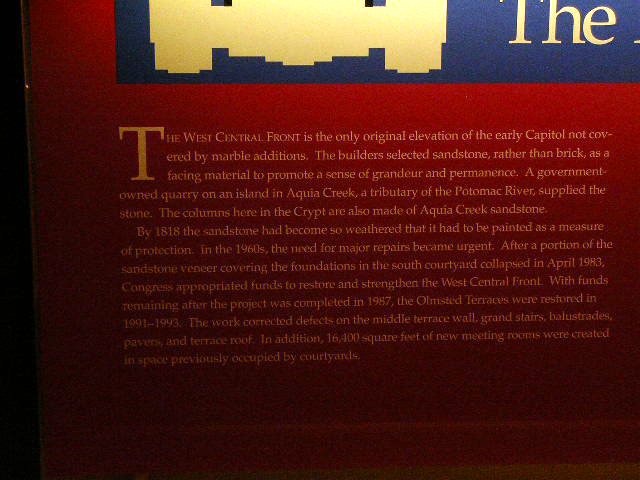 The
THE WEST CENTRAL FRONT is the only original elevation of the early Capitol not cov-
ered by marble additions. The builders selected sandstone, rather than brick, as a
facing material to promote a sense of grandeur and permanence. A government-
owned quarry on an island in Aquia Creek, a tributary of the Potomac River, supplied the
stone. The columns here in the Crypt are also made of Aquia Creek sandstone.
By 1818 the sandstone had become so weathered that it had to be painted as a measure
of protection. In the 1960s, the need for major repairs became urgent. After a portion of the
sandstone veneer covering the foundations in the south courtyard collapsed in April 1983,
Congress appropriated funds to restore and strengthen the West Central Front. With funds
remaining after the project was completed in 1987, the Olmsted Terraces were restored in
1991–1993. The work corrected defects on the middle terrace wall, grand stairs, balustrades,
pavers, and terrace roof. In addition, 16,400 square feet of new meeting rooms were created
in space previously occupied by courtyards.